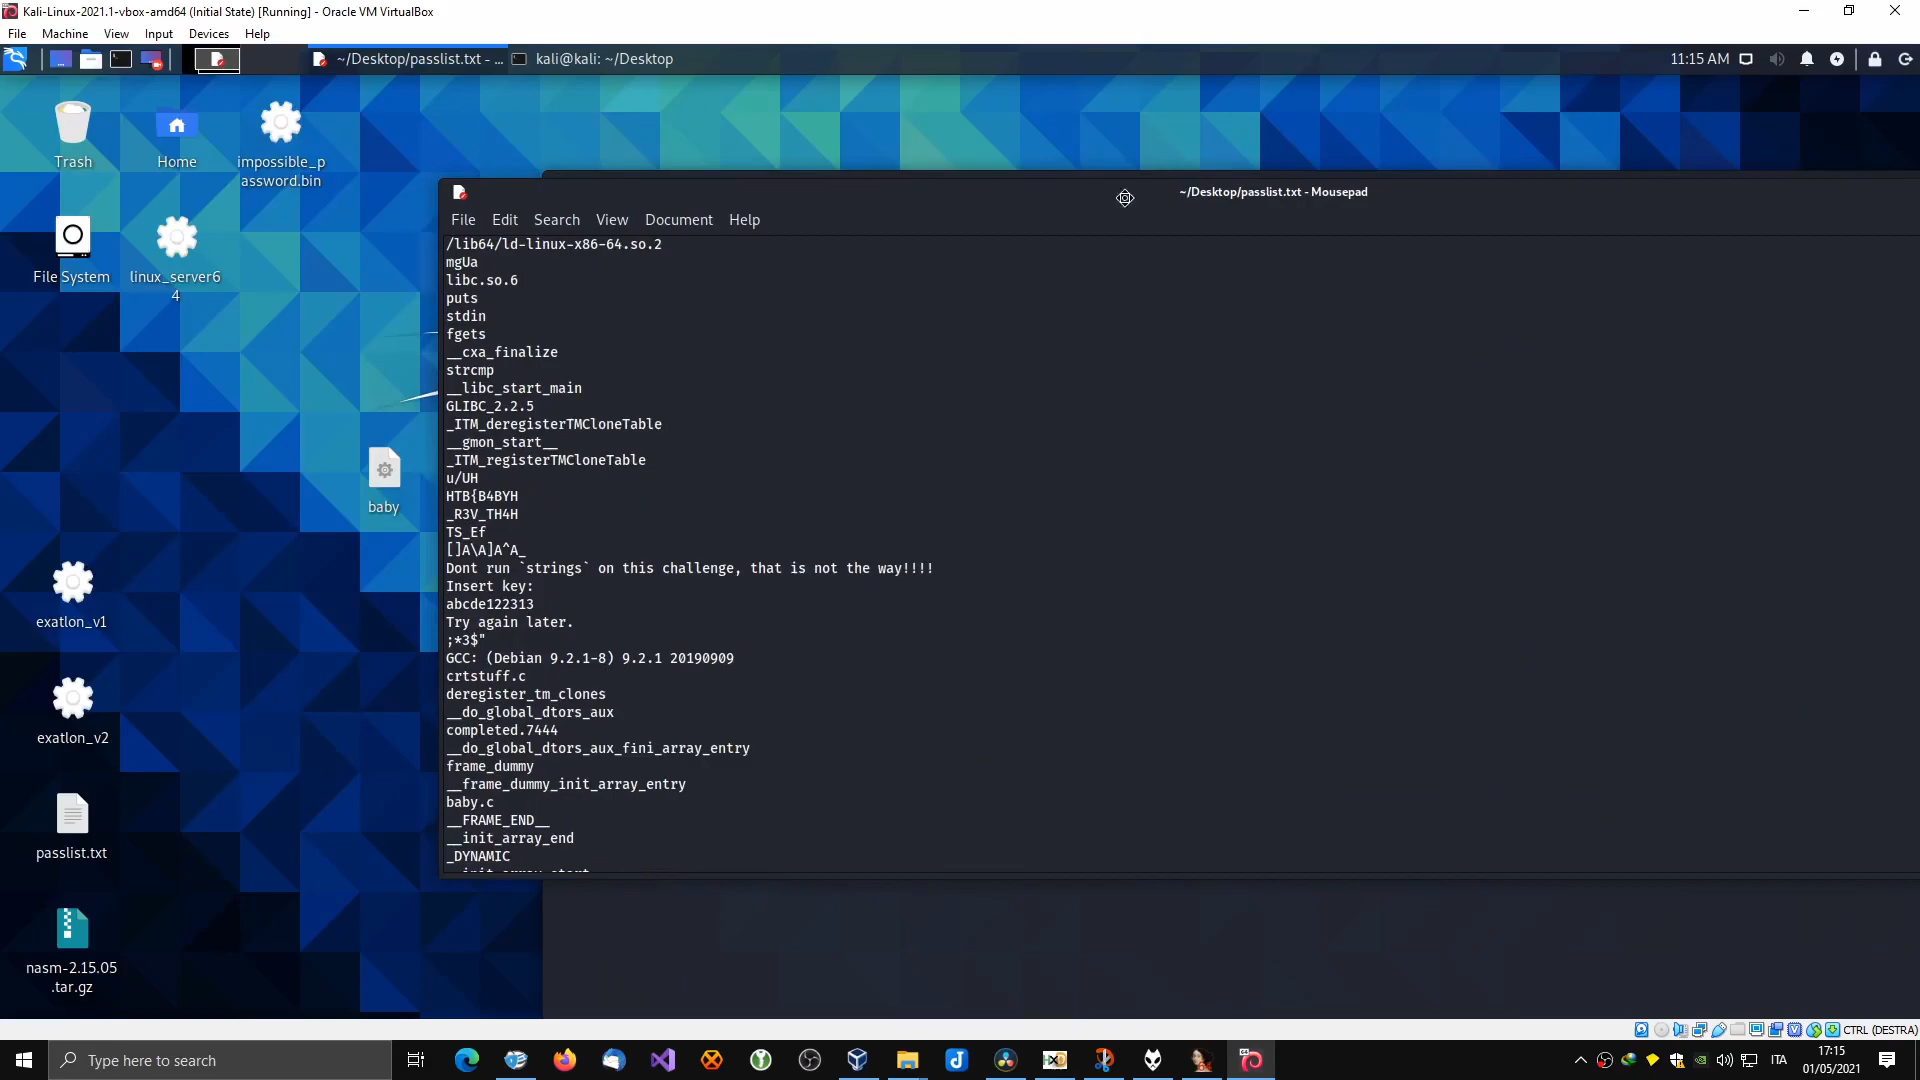 Kali-Linux-2021.1-vbox-amd64 (Initial State) [Running] - Oracle VM VirtualBox
File Machine View Input Devices Help
~/Desktop/passlist.txt - ... kali@kali: ~/Desktop 11:15 AM
Trash
Home
impossible_p
assword.bin
File System
linux_server6
4
baby
exatlon_v1
exatlon_v2
passlist.txt
nasm-2.15.05
.tar.gz
~/Desktop/passlist.txt - Mousepad
File Edit Search View Document Help
/lib64/ld-linux-x86-64.so.2
mgUa
libc.so.6
puts
stdin
fgets
__cxa_finalize
strcmp
__libc_start_main
GLIBC_2.2.5
_ITM_deregisterTMCloneTable
__gmon_start__
_ITM_registerTMCloneTable
u/UH
HTB{B4BYH
_R3V_TH4H
TS_Ef
[]A\A]A^A_
Dont run `strings` on this challenge, that is not the way!!!!
Insert key:
abcde122313
Try again later.
;*3$"
GCC: (Debian 9.2.1-8) 9.2.1 20190909
crtstuff.c
deregister_tm_clones
__do_global_dtors_aux
completed.7444
__do_global_dtors_aux_fini_array_entry
frame_dummy
__frame_dummy_init_array_entry
baby.c
__FRAME_END__
__init_array_end
_DYNAMIC
__init_array_start
CTRL (DESTRA)
Type here to search
ITA
17:15
01/05/2021